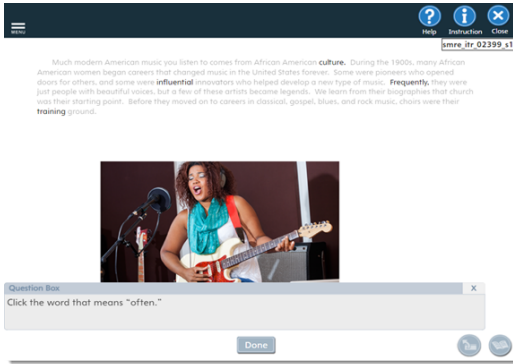 MENU
Help Instruction Close
smre_itr_02399_s1
Much modern American music you listen to comes from African American culture. During the 1900s, many African
American women began careers that changed music in the United States forever. Some were pioneers who opened
doors for others, and some were influential innovators who helped develop a new type of music. Frequently, they were
just people with beautiful voices, but a few of these artists became legends. We learn from their biographies that church
was their starting point. Before they moved on to careers in classical, gospel, blues, and rock music, choirs were their
training ground.
Question Box X
Click the word that means “often.”
Done